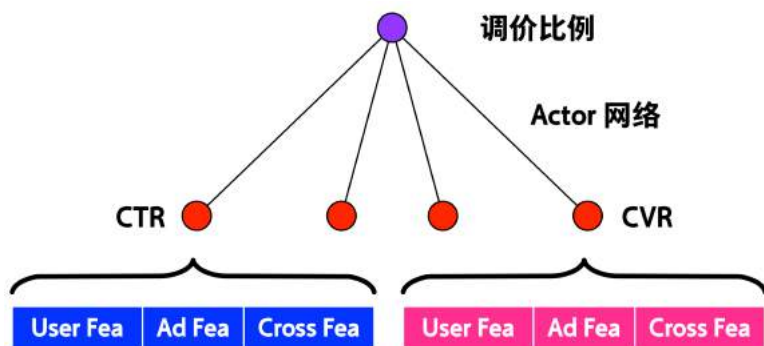 调价比例
Actor 网络
CTR
CVR
User Fea
Ad Fea
Cross Fea
User Fea
Ad Fea
Cross Fea